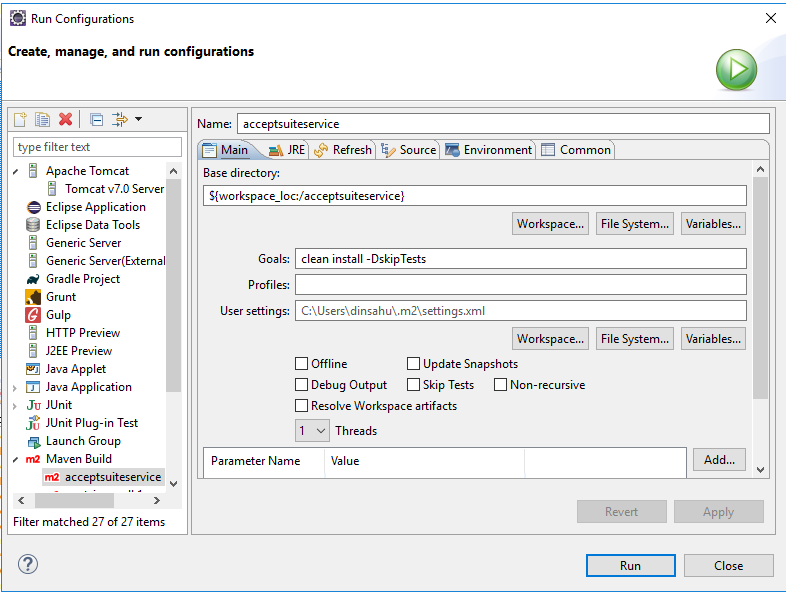 Run Configurations
Create, manage, and run configurations
type filter text
Apache Tomcat
Tomcat v7.0 Server
Eclipse Application
Eclipse Data Tools
Generic Server
Generic Server(External
Gradle Project
Grunt
Gulp
HTTP Preview
J2EE Preview
Java Applet
Java Application
JU JUnit
JUnit Plug-in Test
Launch Group
m2 Maven Build
m2 acceptsuiteservice
Filter matched 27 of 27 items
Name: acceptsuiteservice
Main JRE Refresh Source Environment Common
Base directory:
${workspace_loc:/acceptsuiteservice}
Workspace... File System... Variables...
Goals: clean install -DskipTests
Profiles:
User settings: C:\Users\dinsahu\.m2\settings.xml
Workspace... File System... Variables...
Offline Update Snapshots
Debug Output Skip Tests Non-recursive
Resolve Workspace artifacts
1 Threads
Parameter Name Value Add...
Revert Apply
? Run Close